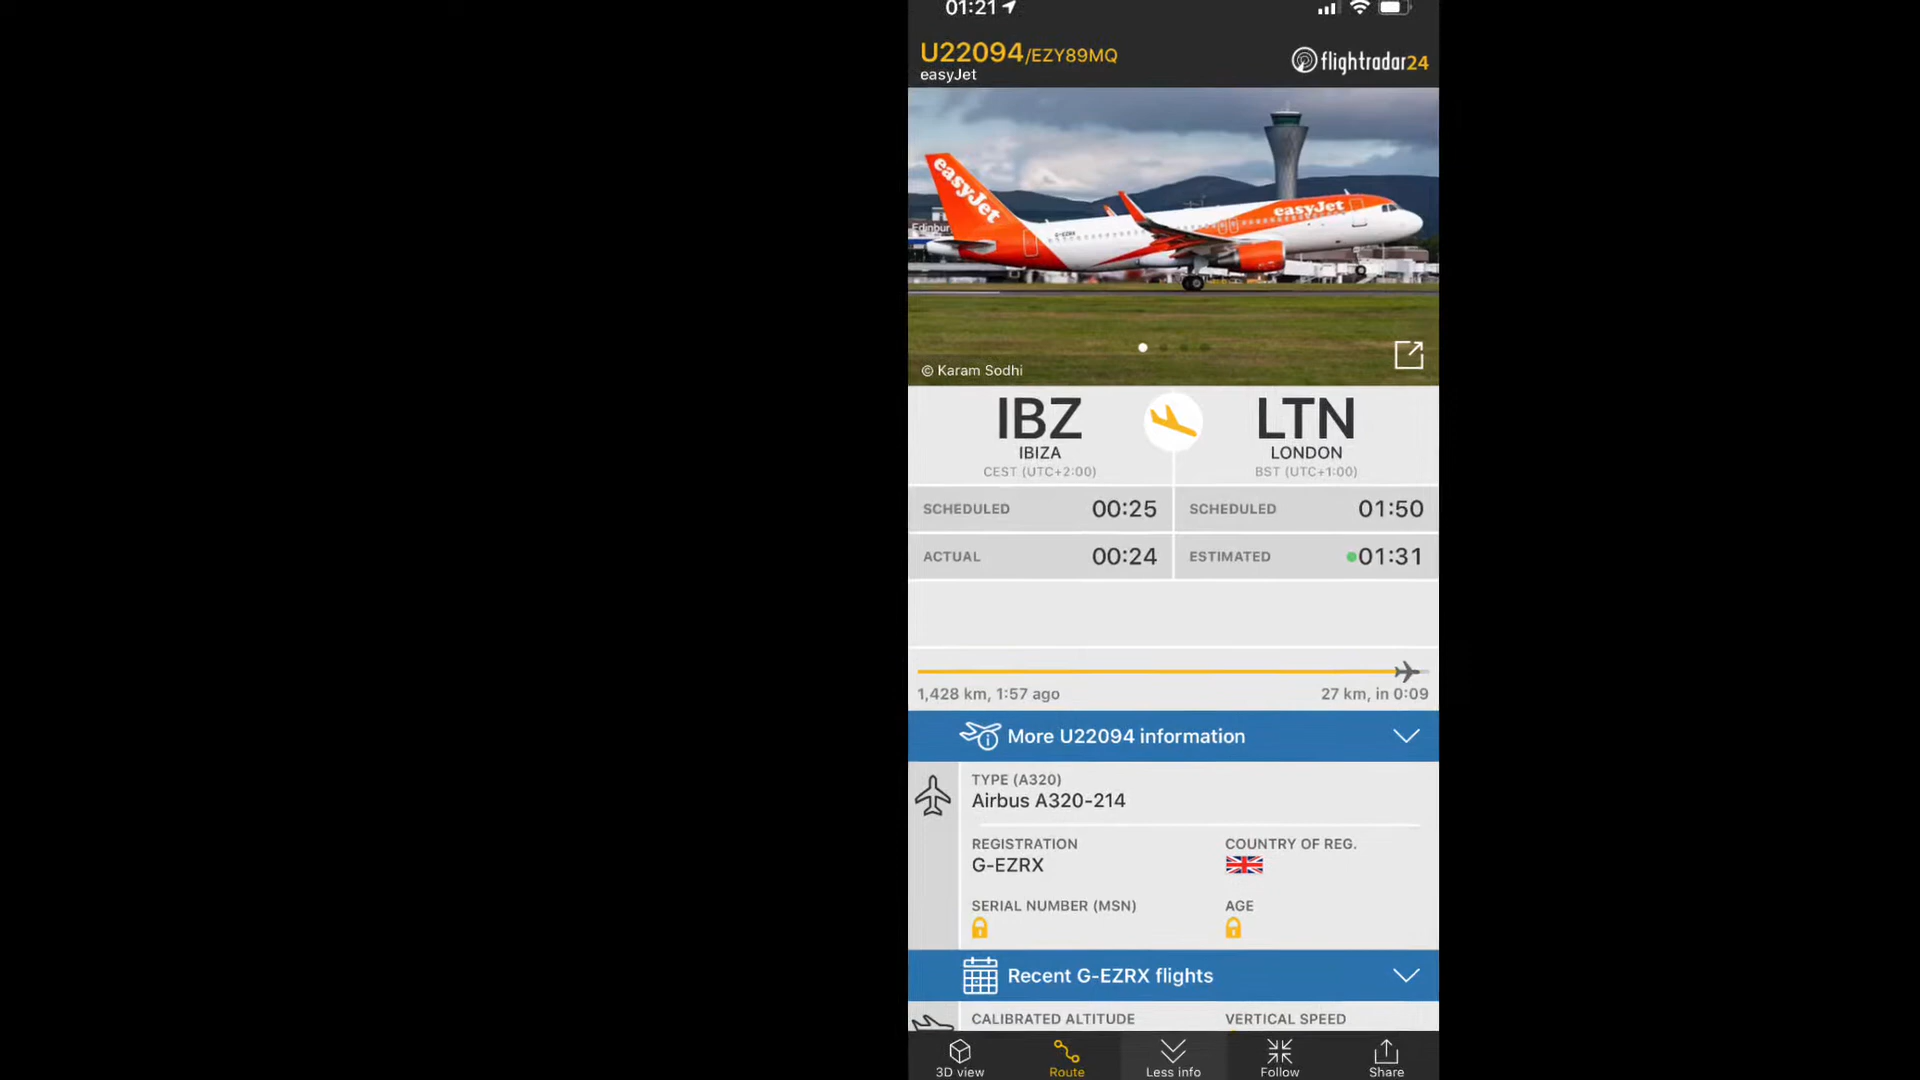 01:21
U22094/EZY89MQ
easyJet
flightradar24
easyJet
easyJet
Edinbur
G-EZRX
© Karam Sodhi
IBZ
IBIZA
CEST (UTC+2:00)
LTN
LONDON
BST (UTC+1:00)
SCHEDULED 00:25
SCHEDULED 01:50
ACTUAL 00:24
ESTIMATED 01:31
1,428 km, 1:57 ago
27 km, in 0:09
More U22094 information
TYPE (A320)
Airbus A320-214
REGISTRATION
G-EZRX
COUNTRY OF REG.
SERIAL NUMBER (MSN)
AGE
Recent G-EZRX flights
CALIBRATED ALTITUDE
VERTICAL SPEED
3D view
Route
Less info
Follow
Share